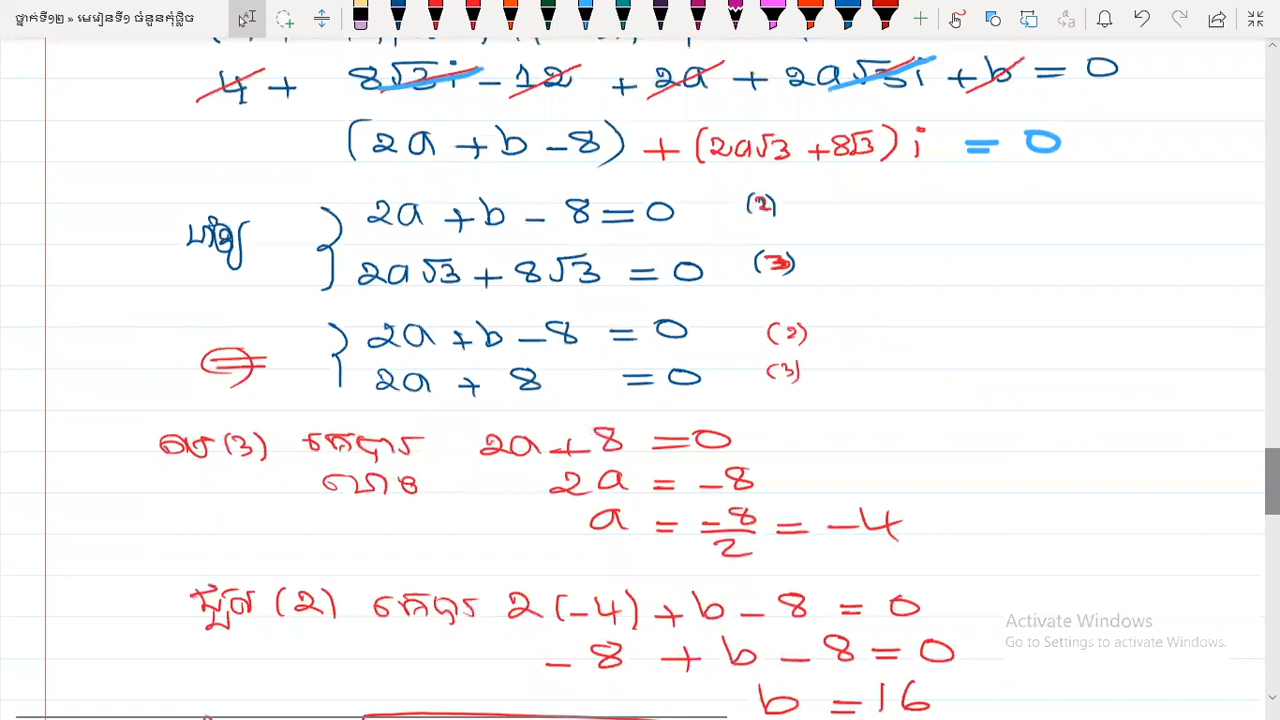 ថ្នាក់ទី១២ » មេរៀនទី១ ចំនួនកុំផ្លិច
4 + 8√3i - 12 + 2a + 2a√3i + b = 0
(2a + b - 8) + (2a√3 + 8√3) i = 0
2a + b - 8 = 0 (2)
2a√3 + 8√3 = 0 (3)
2a + b - 8 = 0 (2)
2a + 8 = 0 (3)
តាម (3) គេបាន 2a + 8 = 0
2a = -8
a = -8/2 = -4
(2) គេបាន 2(-4) + b - 8 = 0
-8 + b - 8 = 0
b = 16
Activate Windows
Go to Settings to activate Windows.